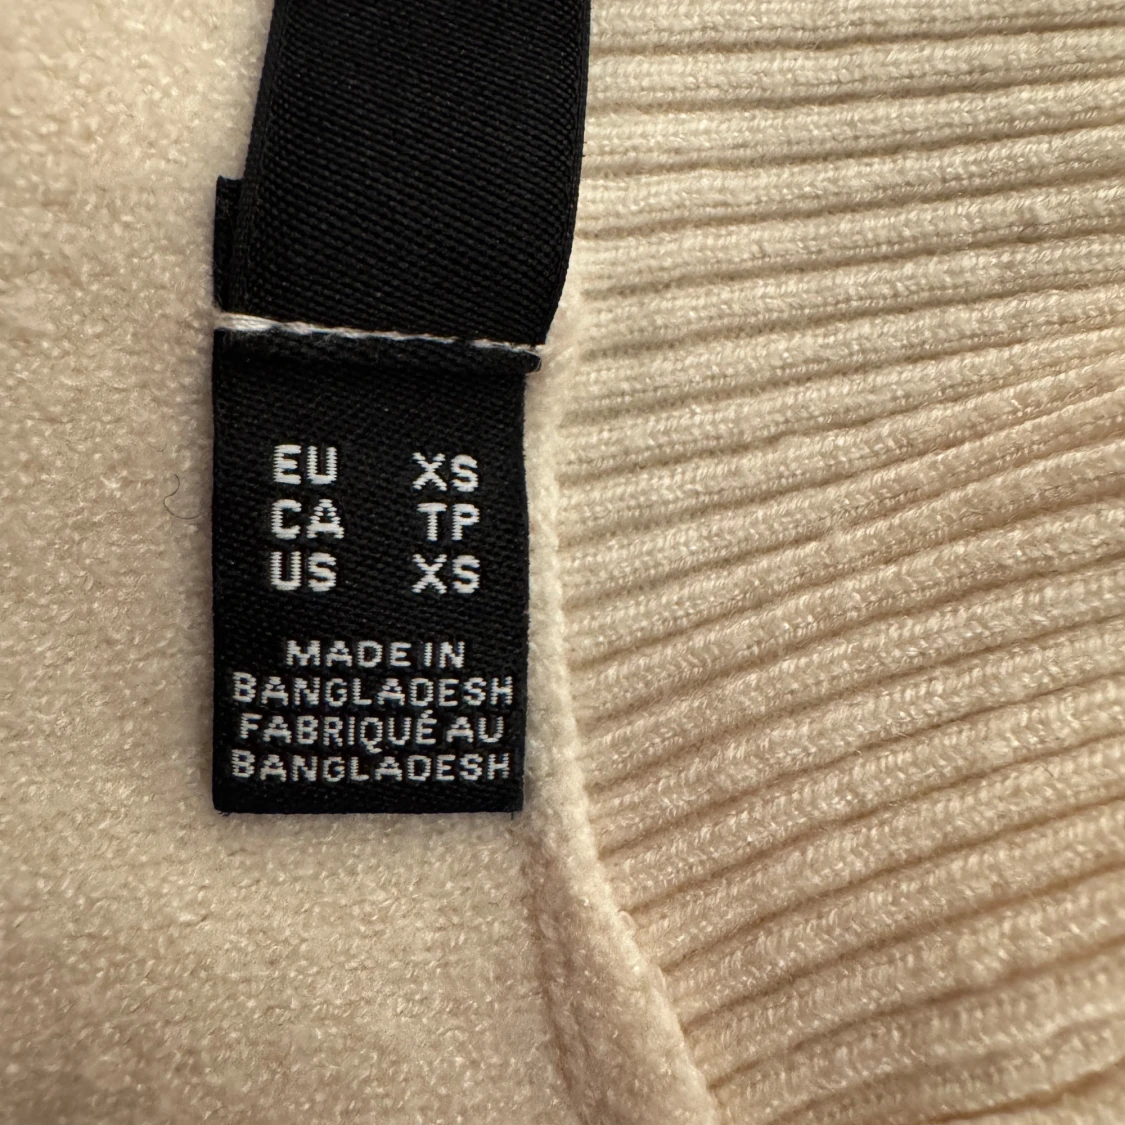 EU XS
CA TP
US XS
MADE IN
BANGLADESH
FABRIQUÉ AU
BANGLADESH